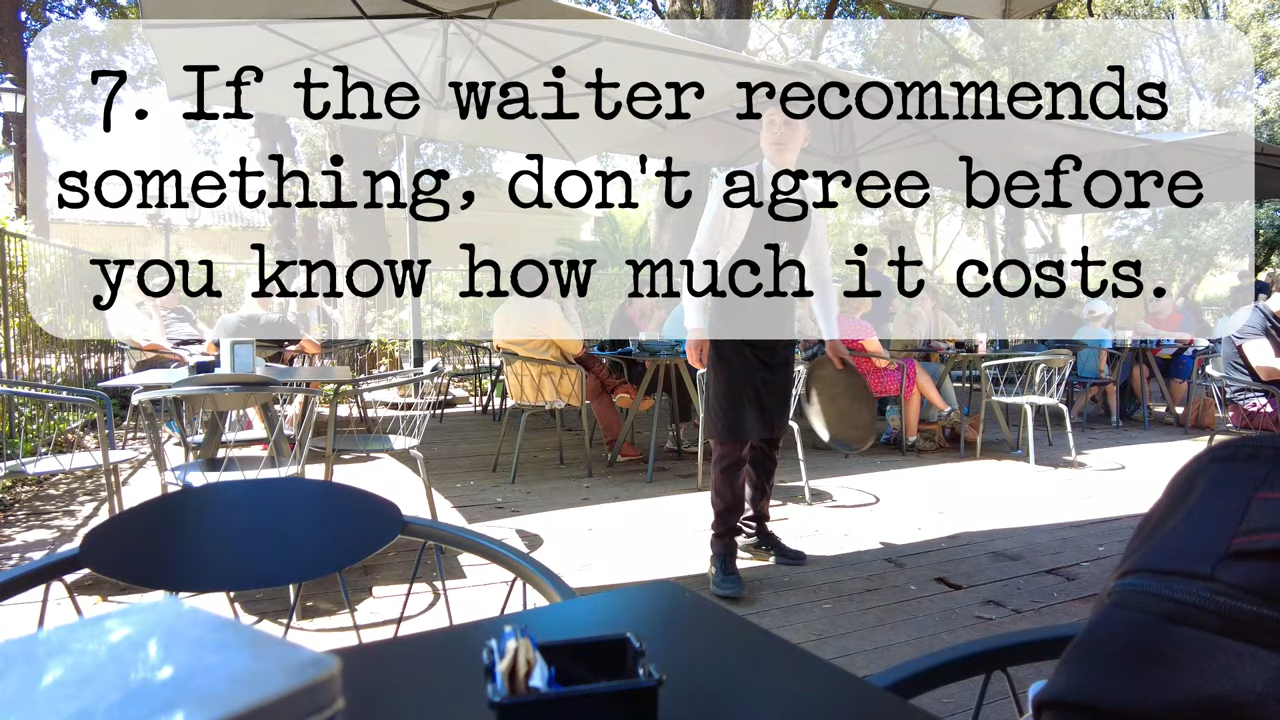 7. If the waiter recommends
something, don't agree before
you know how much it costs.